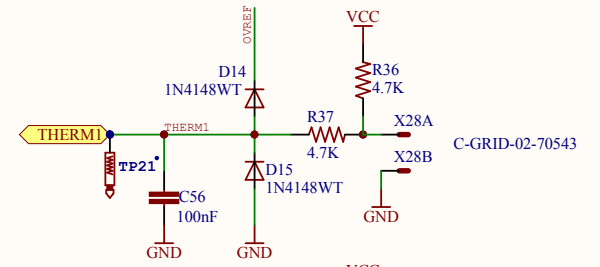 OVREF
VCC
D14
1N4148WT
R36
4.7K
THERM1
THERM1
R37
4.7K
X28A
C-GRID-02-70543
TP21
X28B
D15
1N4148WT
C56
100nF
GND
GND
GND
VCC